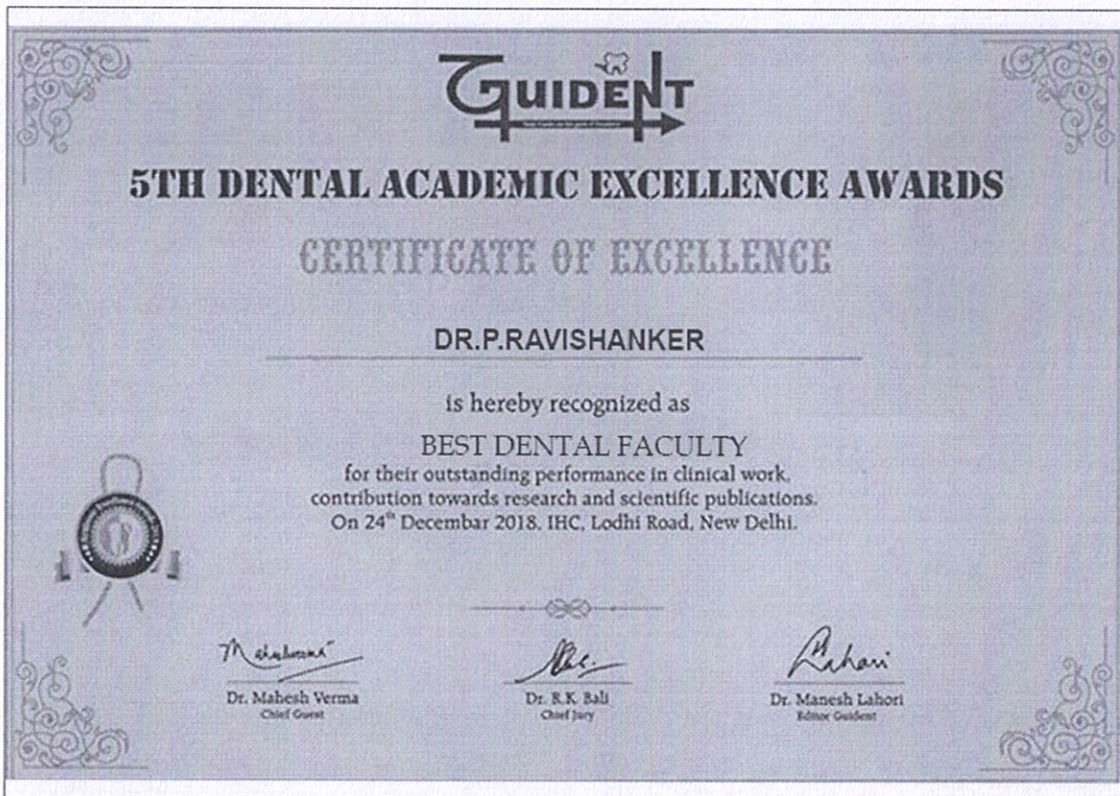 GUIDENT
5TH DENTAL ACADEMIC EXCELLENCE AWARDS
CERTIFICATE OF EXCELLENCE
DR.P.RAVISHANKER
is hereby recognized as
BEST DENTAL FACULTY
for their outstanding performance in clinical work,
contribution towards research and scientific publications.
On 24th Decembar 2018. IHC, Lodhi Road, New Delhi.
Dr. Mahesh Verma
Chief Guest
Dr. R.K. Bali
Chief Jury
Dr. Manesh Lahori
Editor Guident